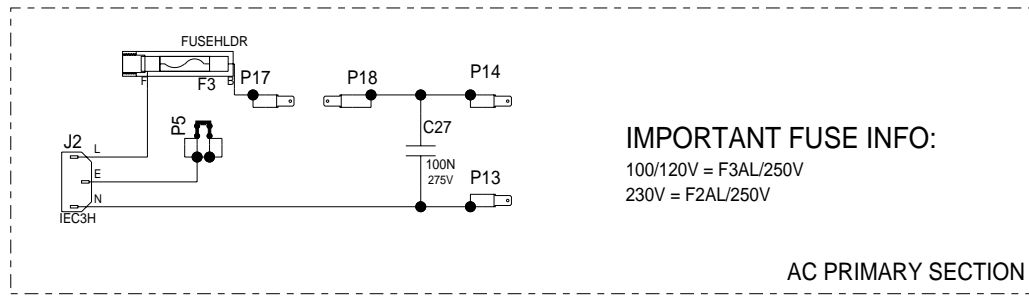 FUSEHLDR
F
F3
B
P17
P18
P14
P5
J2
L
E
N
IEC3H
C27
100N
275V
P13
IMPORTANT FUSE INFO:
100/120V = F3AL/250V
230V = F2AL/250V
AC PRIMARY SECTION